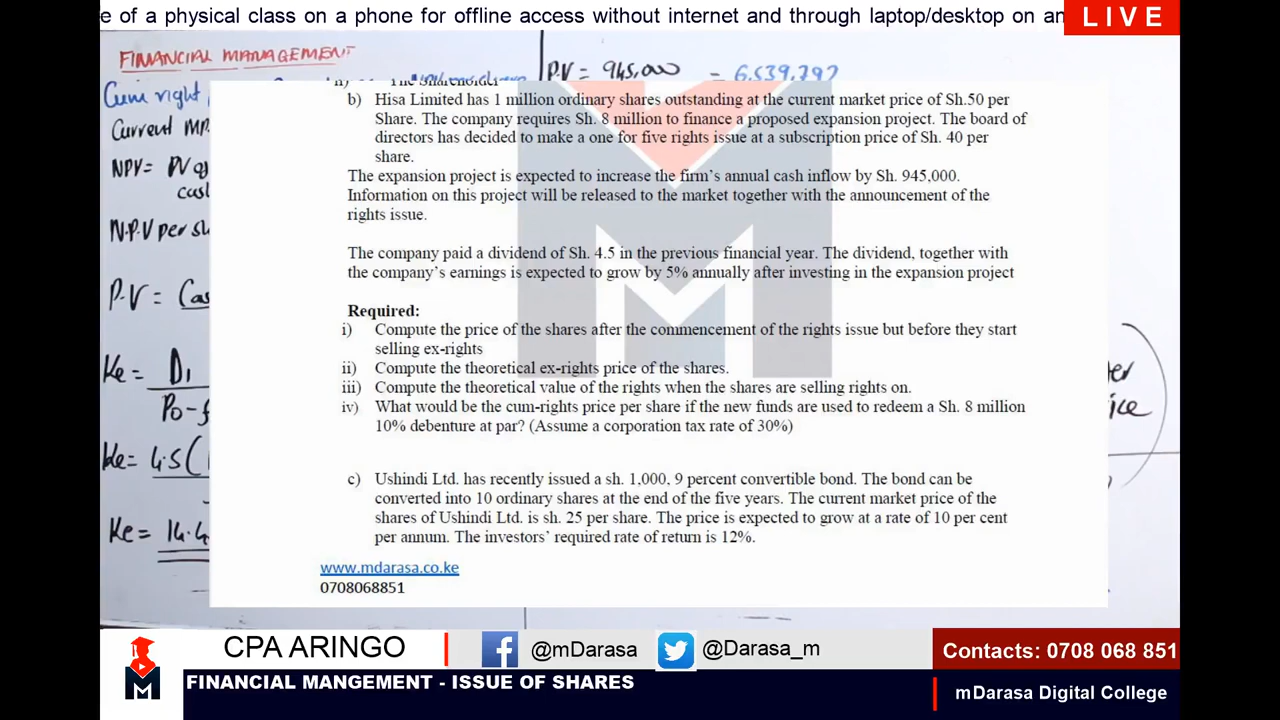 e of a physical class on a phone for offline access without internet and through laptop/desktop on an
LIVE
FINANCIAL MANAGEMENT
P.V = 945,000 = 6,539,792
Cum right
Current M
NPV= PV
cas
N.P.V per sh
P.V = Cas
Ke = D1
Po-f
Ke= 4.5(
Ke= 14.4
b) Hisa Limited has 1 million ordinary shares outstanding at the current market price of Sh.50 per
Share. The company requires Sh. 8 million to finance a proposed expansion project. The board of
directors has decided to make a one for five rights issue at a subscription price of Sh. 40 per
share.
The expansion project is expected to increase the firm's annual cash inflow by Sh. 945,000.
Information on this project will be released to the market together with the announcement of the
rights issue.
The company paid a dividend of Sh. 4.5 in the previous financial year. The dividend, together with
the company's earnings is expected to grow by 5% annually after investing in the expansion project
Required:
i) Compute the price of the shares after the commencement of the rights issue but before they start
selling ex-rights
ii) Compute the theoretical ex-rights price of the shares.
iii) Compute the theoretical value of the rights when the shares are selling rights on.
iv) What would be the cum-rights price per share if the new funds are used to redeem a Sh. 8 million
10% debenture at par? (Assume a corporation tax rate of 30%)
c) Ushindi Ltd. has recently issued a sh. 1,000, 9 percent convertible bond. The bond can be
converted into 10 ordinary shares at the end of the five years. The current market price of the
shares of Ushindi Ltd. is sh. 25 per share. The price is expected to grow at a rate of 10 per cent
per annum. The investors' required rate of return is 12%.
www.mdarasa.co.ke
0708068851
er
ice
CPA ARINGO
@mDarasa
@Darasa_m
Contacts: 0708 068 851
FINANCIAL MANGEMENT - ISSUE OF SHARES
mDarasa Digital College